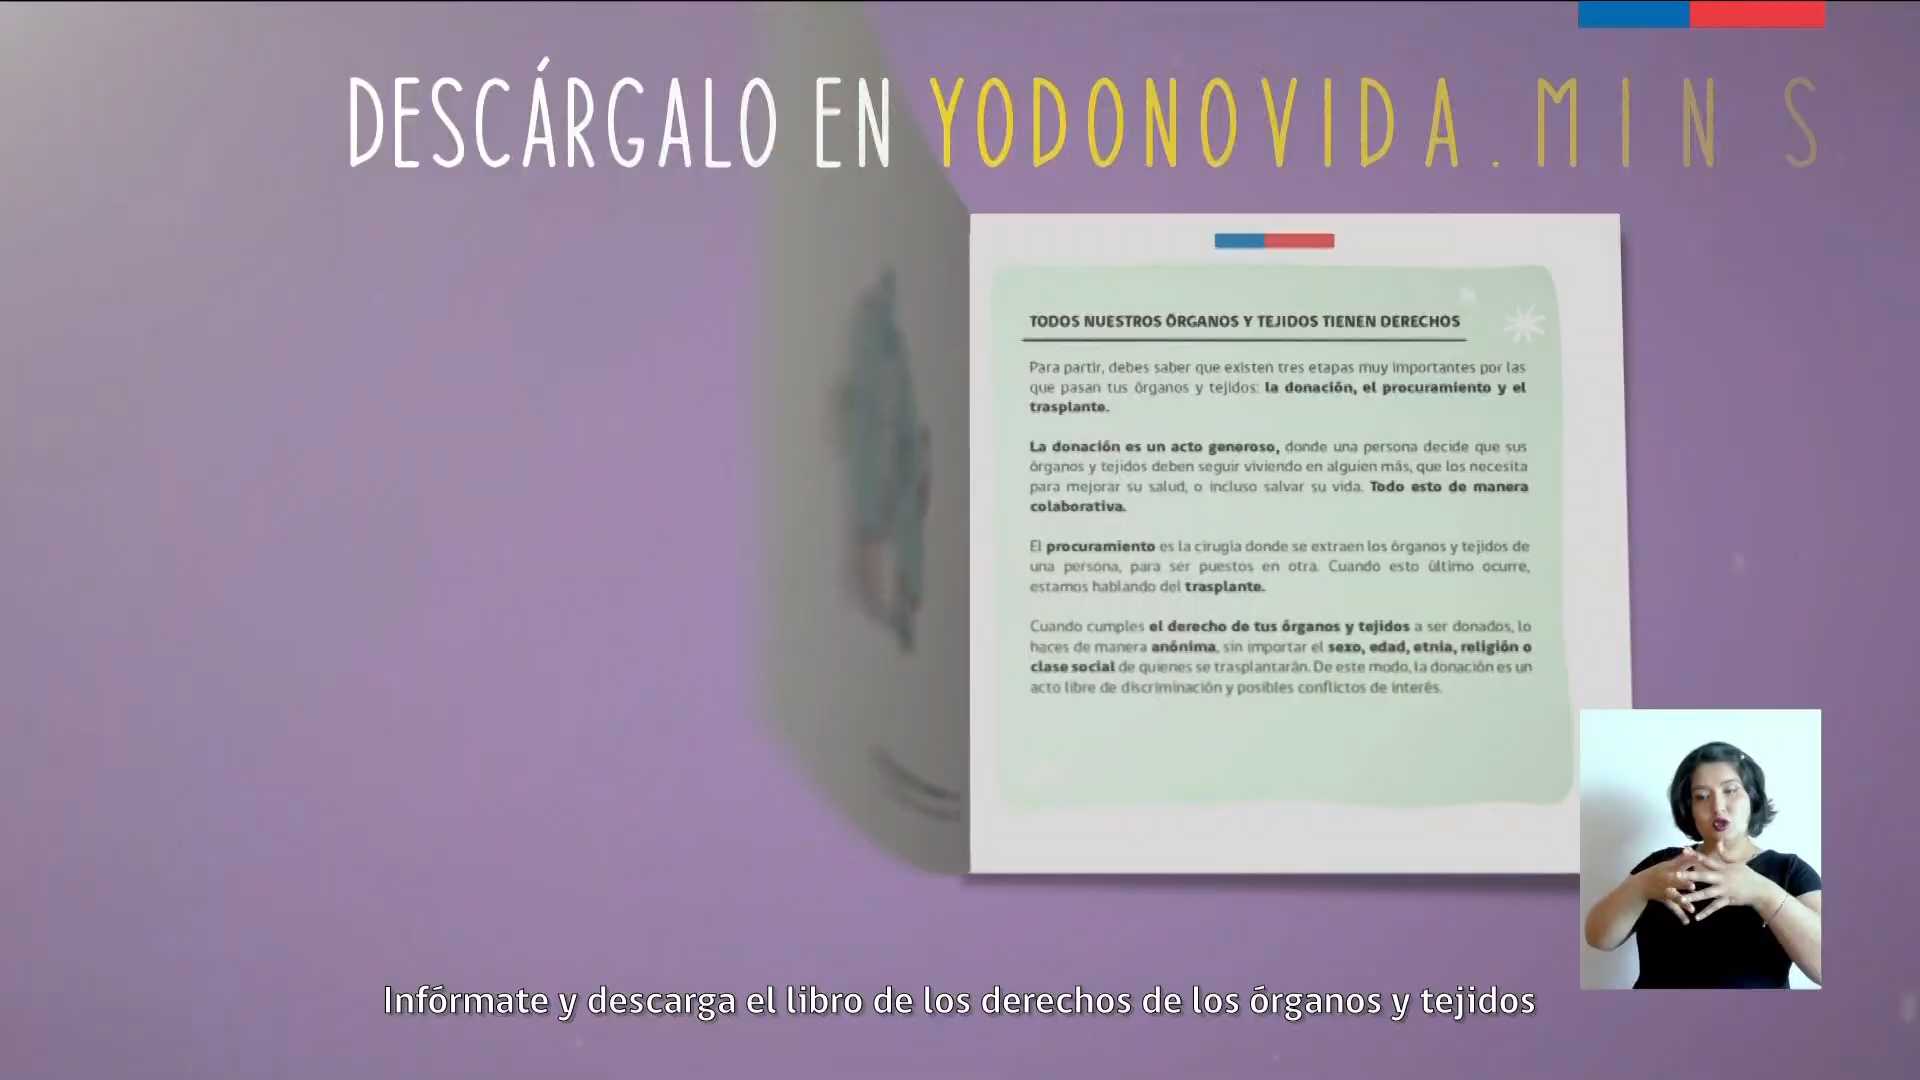 DESCÁRGALO EN YODONOVIDA.MINS
TODOS NUESTROS ÓRGANOS Y TEJIDOS TIENEN DERECHOS
Para partir, debes saber que existen tres etapas muy importantes por las
que pasan tus órganos y tejidos: la donación, el procuramiento y el
trasplante.
La donación es un acto generoso, donde una persona decide que sus
órganos y tejidos deben seguir viviendo en alguien más, que los necesita
para mejorar su salud, o incluso salvar su vida. Todo esto de manera
colaborativa.
El procuramiento es la cirugía donde se extraen los órganos y tejidos de
una persona, para ser puestos en otra. Cuando esto último ocurre,
estamos hablando del trasplante.
Cuando cumples el derecho de tus órganos y tejidos a ser donados, lo
haces de manera anónima, sin importar el sexo, edad, etnia, religión o
clase social de quienes se trasplantarán. De este modo, la donación es un
acto libre de discriminación y posibles conflictos de interés.
Infórmate y descarga el libro de los derechos de los órganos y tejidos